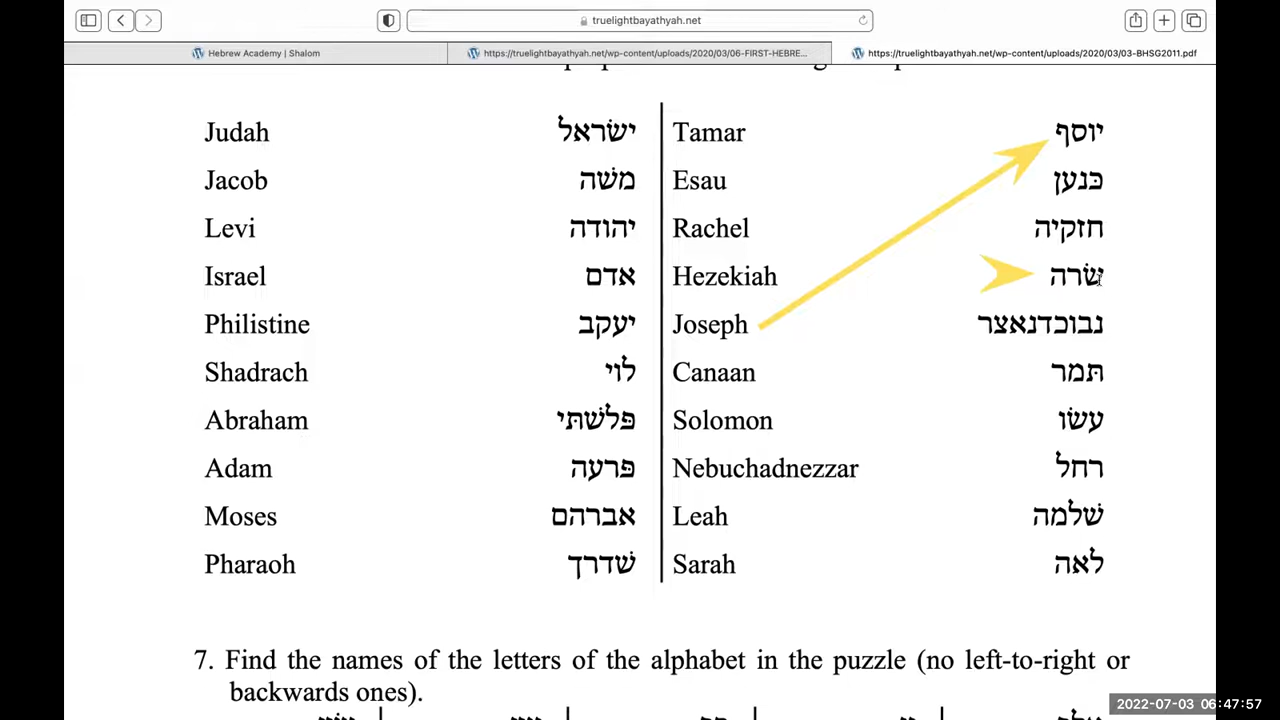 truelightbayathyah.net
Hebrew Academy | Shalom
https://truelightbayathyah.net/wp-content/uploads/2020/03/06-FIRST-HEBRE...
https://truelightbayathyah.net/wp-content/uploads/2020/03/03-BHSG2011.pdf
Judah ישׂראל Tamar יוסף
Jacob משׁה Esau כּנען
Levi יהודה Rachel חזקיה
Israel אדם Hezekiah שׂרה
Philistine יעקב Joseph נבוכדנאצר
Shadrach לוי Canaan תּמר
Abraham פּלשׁתּי Solomon עשׂו
Adam פּרעה Nebuchadnezzar רחל
Moses אברהם Leah שׁלמה
Pharaoh שׁדרך Sarah לאה
7. Find the names of the letters of the alphabet in the puzzle (no left-to-right or
backwards ones).
2022-07-03 06:47:57